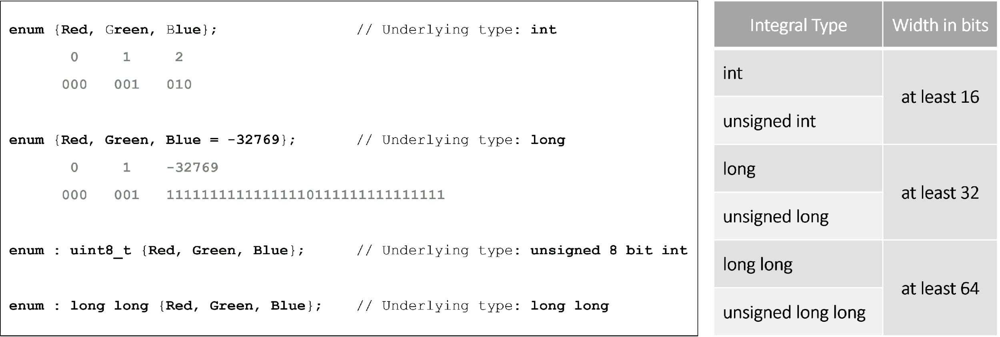 enum {Red, Green, Blue}; // Underlying type: int
0 1 2
000 001 010
enum {Red, Green, Blue = -32769}; // Underlying type: long
0 1 -32769
000 001 11111111111111110111111111111111
enum : uint8_t {Red, Green, Blue}; // Underlying type: unsigned 8 bit int
enum : long long {Red, Green, Blue}; // Underlying type: long long
Integral Type Width in bits
int
unsigned int
at least 16
long
unsigned long
at least 32
long long
unsigned long long
at least 64